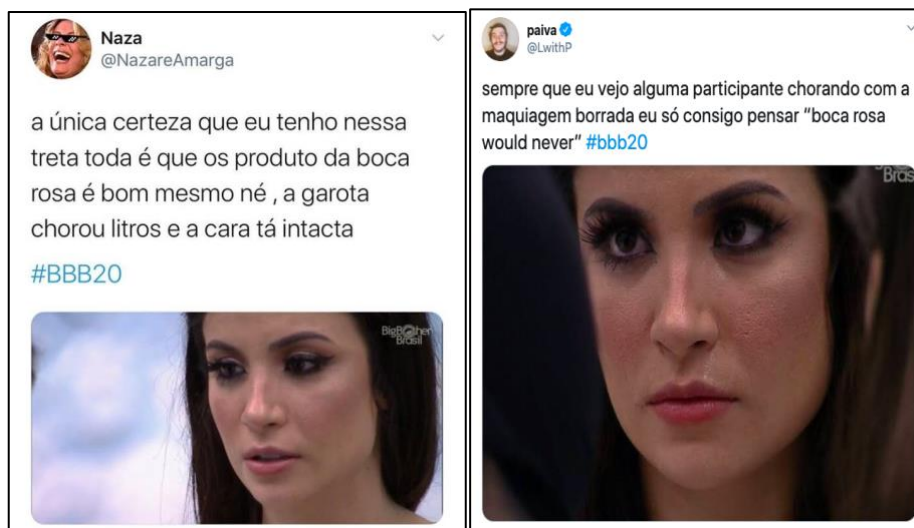 Naza
@NazareAmarga
a única certeza que eu tenho nessa
treta toda é que os produto da boca
rosa é bom mesmo né , a garota
chorou litros e a cara tá intacta
#BBB20
BigBrother
Brasil
paiva
@LwithP
sempre que eu vejo alguma participante chorando com a
maquiagem borrada eu só consigo pensar “boca rosa
would never” #bbb20